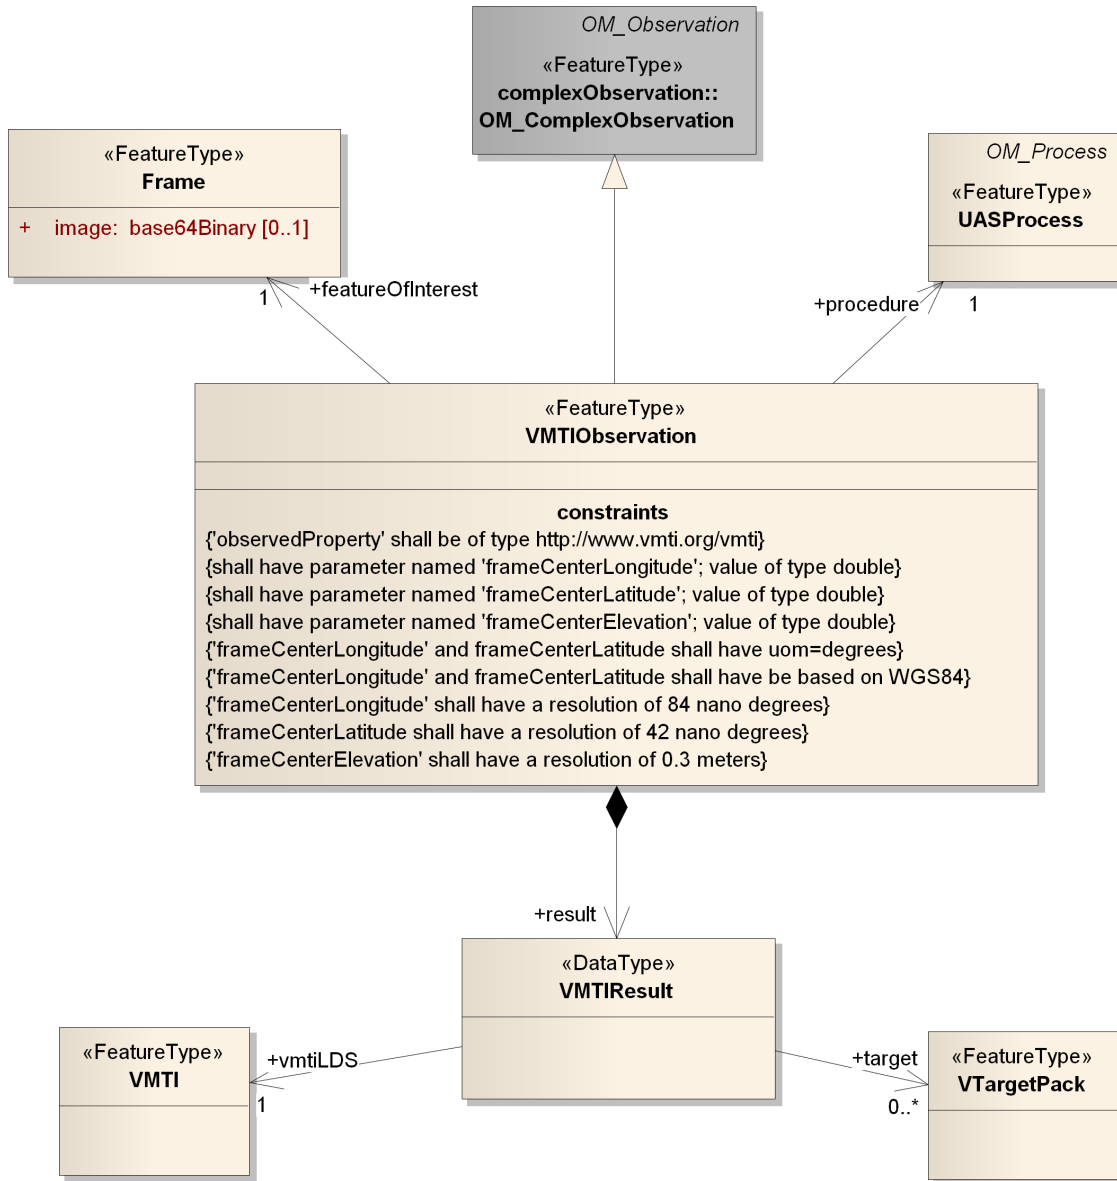 OM_Observation
«FeatureType»
complexObservation::
OM_ComplexObservation
«FeatureType»
Frame
+ image: base64Binary [0..1]
OM_Process
«FeatureType»
UASProcess
1
+featureOfInterest
+procedure
1
«FeatureType»
VMTIObservation
constraints
{'observedProperty' shall be of type http://www.vmti.org/vmti}
{shall have parameter named 'frameCenterLongitude'; value of type double}
{shall have parameter named 'frameCenterLatitude'; value of type double}
{shall have parameter named 'frameCenterElevation'; value of type double}
{'frameCenterLongitude' and frameCenterLatitude shall have uom=degrees}
{'frameCenterLongitude' and frameCenterLatitude shall have be based on WGS84}
{'frameCenterLongitude' shall have a resolution of 84 nano degrees}
{'frameCenterLatitude shall have a resolution of 42 nano degrees}
{'frameCenterElevation' shall have a resolution of 0.3 meters}
+result
«DataType»
VMTIResult
«FeatureType»
VMTI
+vmtiLDS
1
+target
0..*
«FeatureType»
VTargetPack